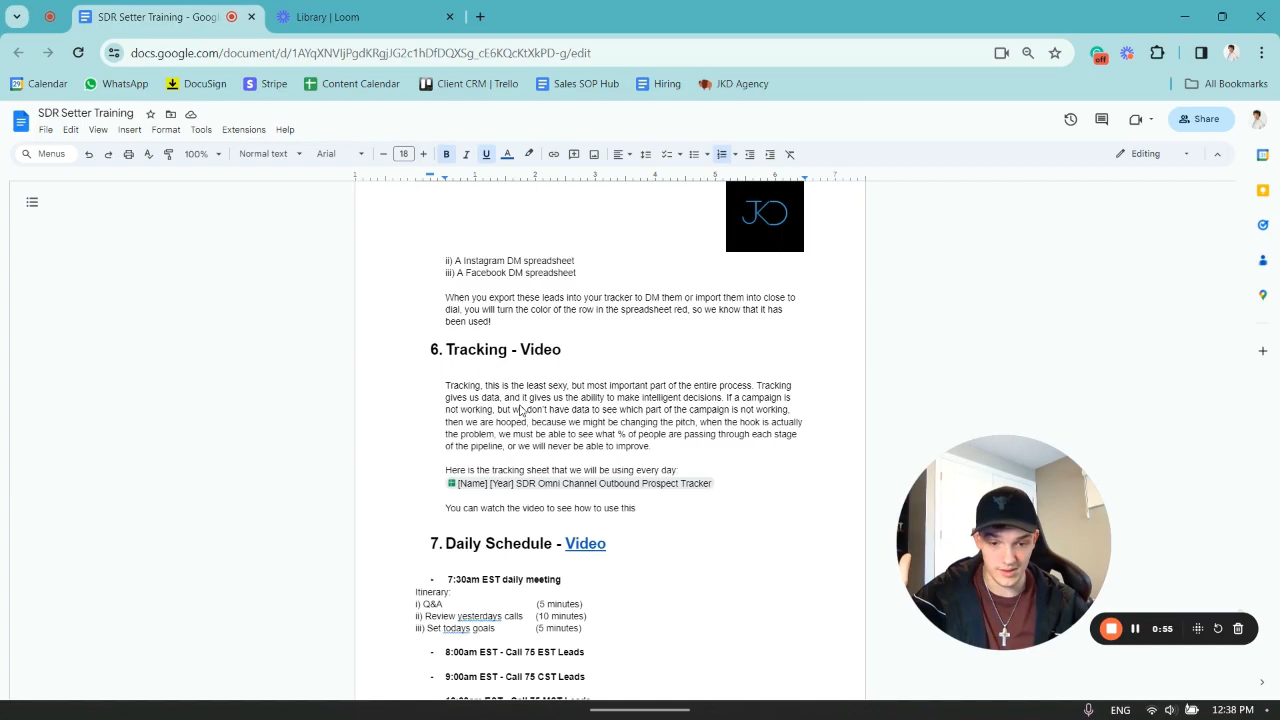 SDR Setter Training - Googl
Library | Loom
docs.google.com/document/d/1AYqXNVIjPgdKRgjJG2c1hDfDQXSg_cE6KQcKtXkPD-g/edit
off
Calendar
WhatsApp
DocuSign
Stripe
Content Calendar
Client CRM | Trello
Sales SOP Hub
Hiring
JKD Agency
All Bookmarks
SDR Setter Training
File Edit View Insert Format Tools Extensions Help
Share
Menus
100%
Normal text
Arial
18
Editing
JKD
ii) A Instagram DM spreadsheet
iii) A Facebook DM spreadsheet
When you export these leads into your tracker to DM them or import them into close to
dial, you will turn the color of the row in the spreadsheet red, so we know that it has
been used!
6. Tracking - Video
Tracking, this is the least sexy, but most important part of the entire process. Tracking
gives us data, and it gives us the ability to make intelligent decisions. If a campaign is
not working, but we don't have data to see which part of the campaign is not working,
then we are hooped, because we might be changing the pitch, when the hook is actually
the problem, we must be able to see what % of people are passing through each stage
of the pipeline, or we will never be able to improve.
Here is the tracking sheet that we will be using every day:
[Name] [Year] SDR Omni Channel Outbound Prospect Tracker
You can watch the video to see how to use this
7. Daily Schedule - Video
- 7:30am EST daily meeting
Itinerary:
i) Q&A (5 minutes)
ii) Review yesterdays calls (10 minutes)
iii) Set todays goals (5 minutes)
- 8:00am EST - Call 75 EST Leads
- 9:00am EST - Call 75 CST Leads
0:55
ENG
12:38 PM